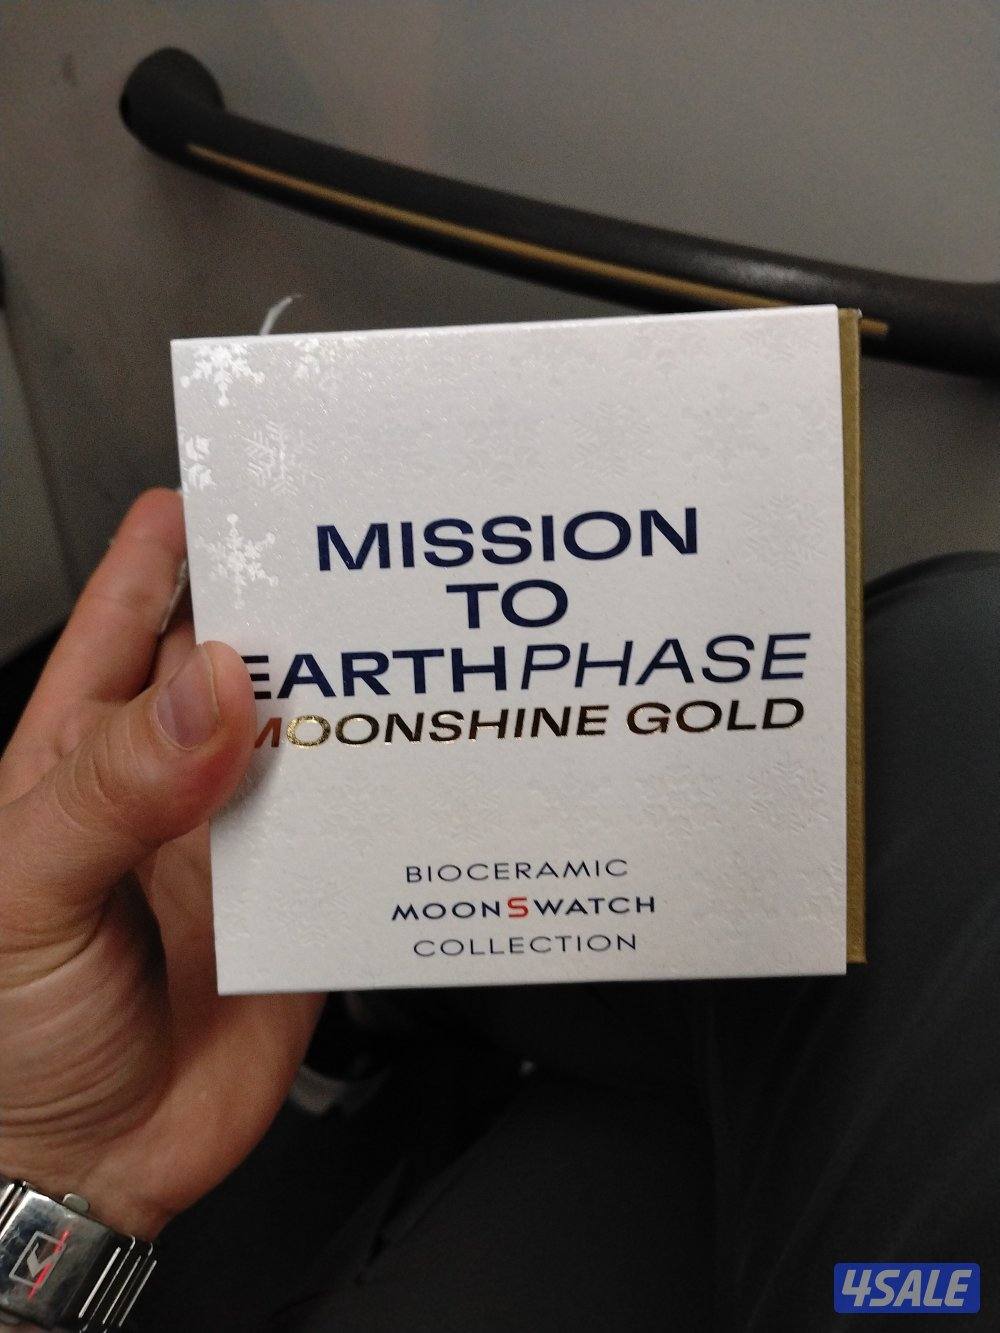 MISSION
TO
EARTHPHASE
MOONSHINE GOLD
BIOCERAMIC
MOONSWATCH
COLLECTION
4SALE